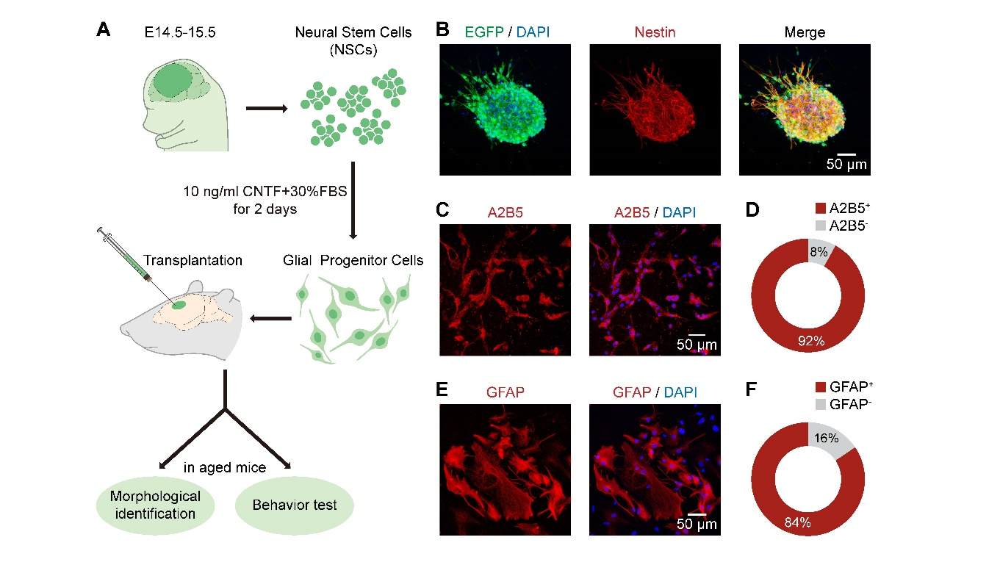 A
E14.5-15.5
Neural Stem Cells
(NSCs)
10 ng/ml CNTF+30%FBS
for 2 days
Transplantation
Glial Progenitor Cells
in aged mice
Morphological
identification
Behavior test
B
EGFP / DAPI
Nestin
Merge
50 µm
C
A2B5
A2B5 / DAPI
50 µm
D
A2B5⁺
A2B5⁻
8%
92%
E
GFAP
GFAP / DAPI
50 µm
F
GFAP⁺
GFAP⁻
16%
84%